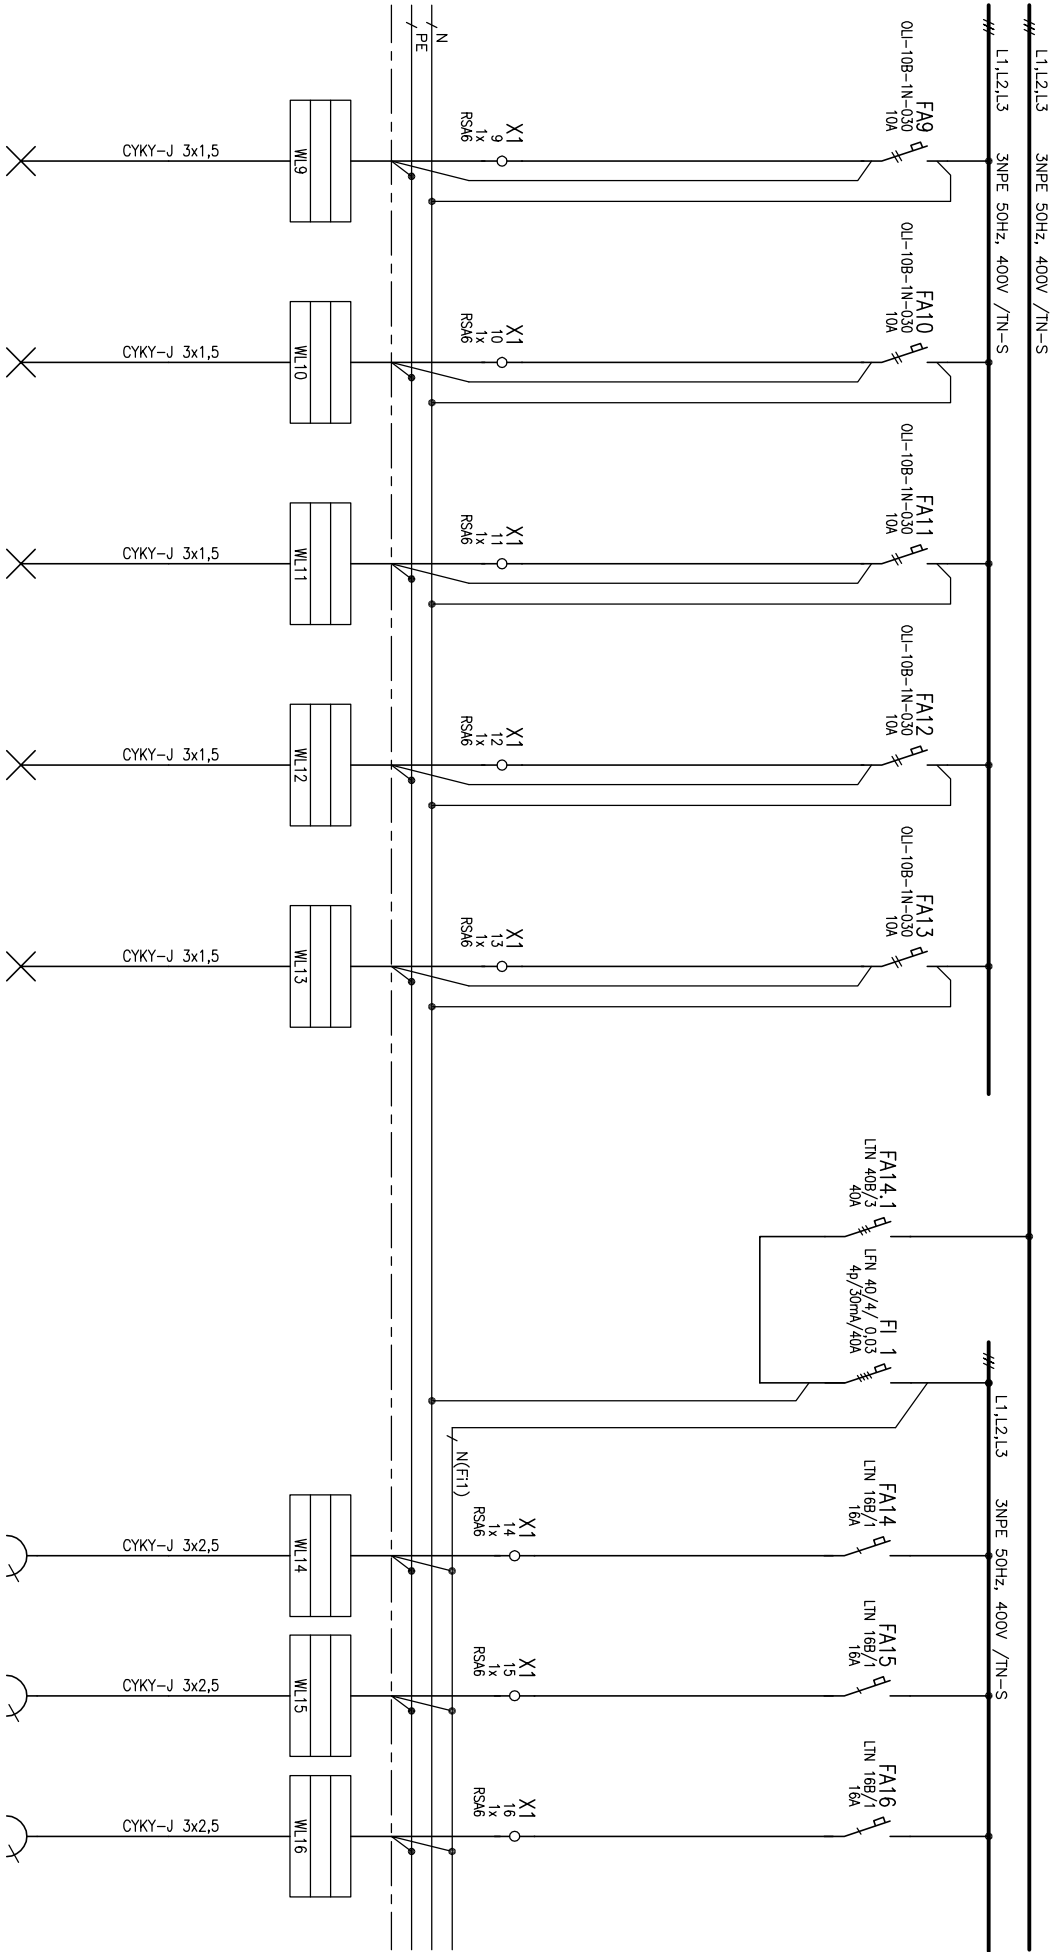 L1,L2,L3 3NPE 50Hz, 400V /TN-S
L1,L2,L3 3NPE 50Hz, 400V /TN-S
N
PE
FA9
OLI-10B-1N-030
10A
X1
9
1x
RSA6
WL9
CYKY-J 3x1,5
FA10
OLI-10B-1N-030
10A
X1
10
1x
RSA6
WL10
CYKY-J 3x1,5
FA11
OLI-10B-1N-030
10A
X1
11
1x
RSA6
WL11
CYKY-J 3x1,5
FA12
OLI-10B-1N-030
10A
X1
12
1x
RSA6
WL12
CYKY-J 3x1,5
FA13
OLI-10B-1N-030
10A
X1
13
1x
RSA6
WL13
CYKY-J 3x1,5
FA14.1
LTN 40B/3
40A
FI 1
LFN 40/4/ 0,03
4p/30mA/40A
L1,L2,L3 3NPE 50Hz, 400V /TN-S
N(Fi1)
FA14
LTN 16B/1
16A
X1
14
1x
RSA6
WL14
CYKY-J 3x2,5
FA15
LTN 16B/1
16A
X1
15
1x
RSA6
WL15
CYKY-J 3x2,5
FA16
LTN 16B/1
16A
X1
16
1x
RSA6
WL16
CYKY-J 3x2,5